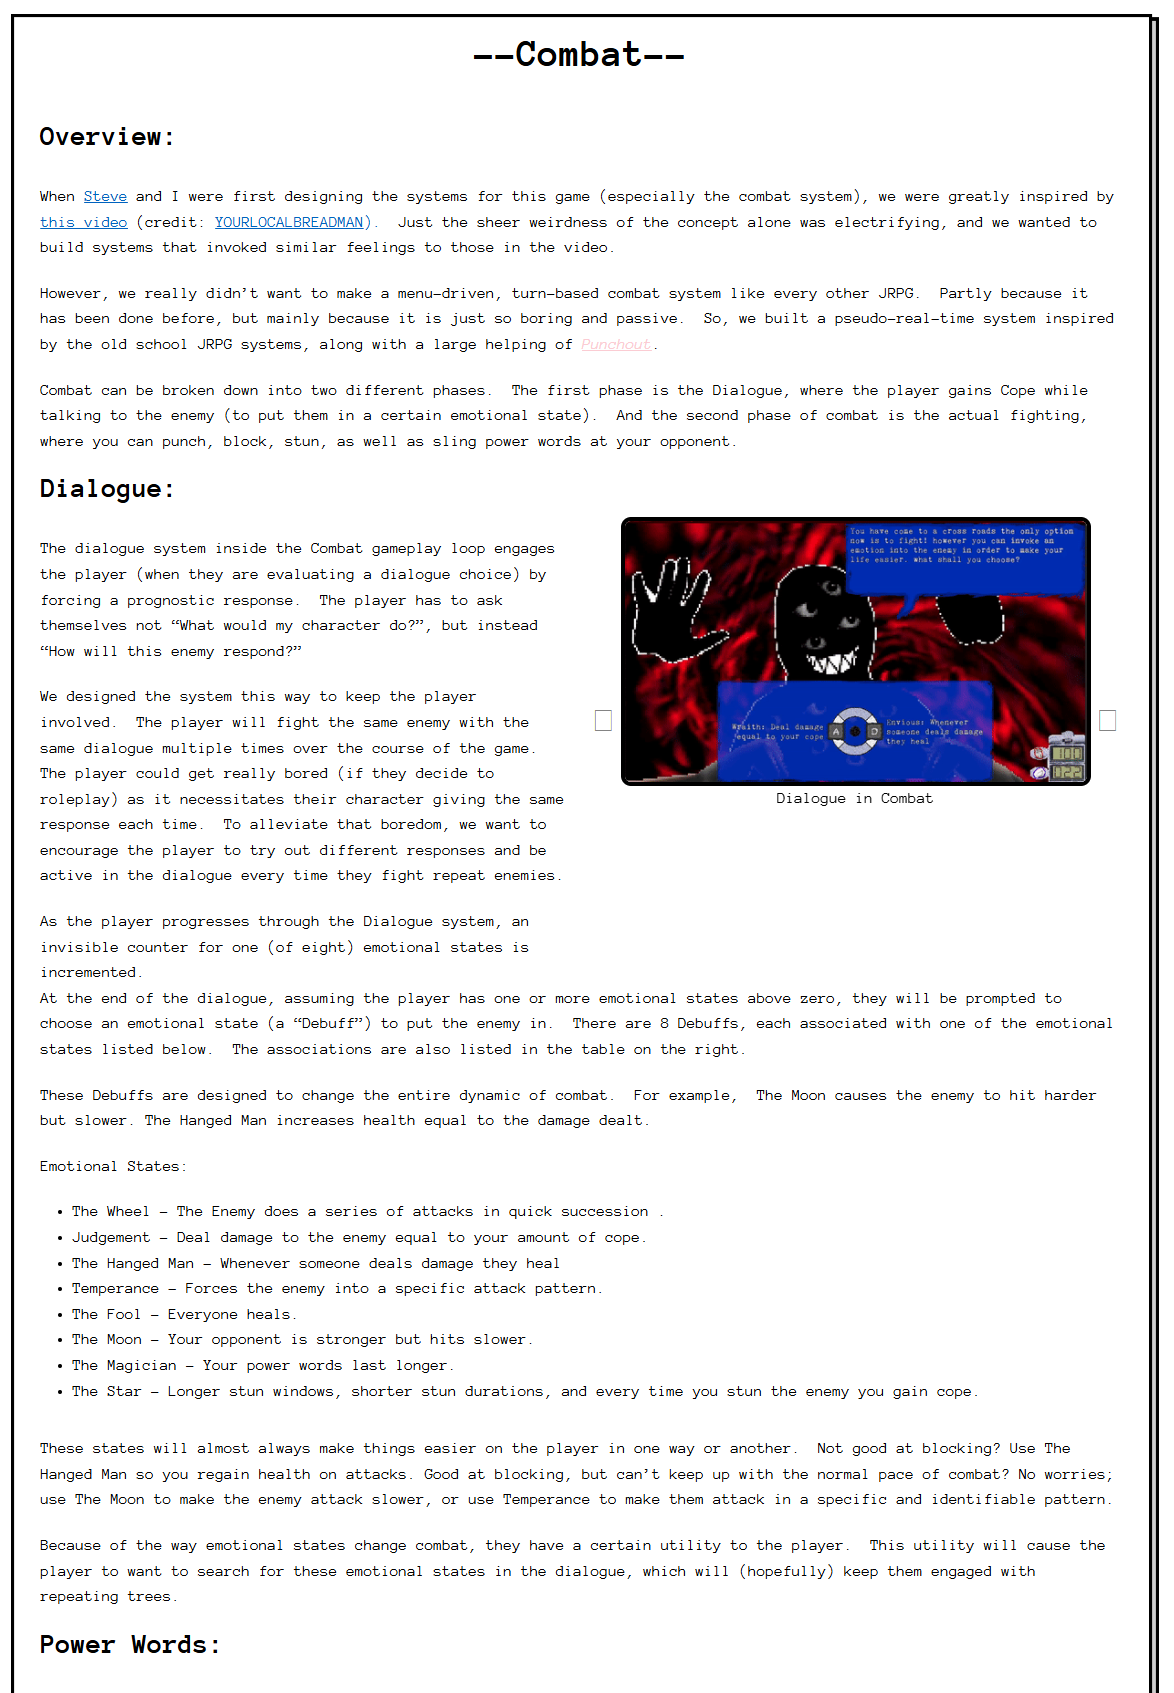 --Combat--
Overview:
When Steve and I were first designing the systems for this game (especially the combat system), we were greatly inspired by
this video (credit: YOURLOCALBREADMAN).  Just the sheer weirdness of the concept alone was electrifying, and we wanted to
build systems that invoked similar feelings to those in the video.
However, we really didn’t want to make a menu-driven, turn-based combat system like every other JRPG.  Partly because it
has been done before, but mainly because it is just so boring and passive.  So, we built a pseudo-real-time system inspired
by the old school JRPG systems, along with a large helping of Punchout.
Combat can be broken down into two different phases.  The first phase is the Dialogue, where the player gains Cope while
talking to the enemy (to put them in a certain emotional state).  And the second phase of combat is the actual fighting,
where you can punch, block, stun, as well as sling power words at your opponent.
Dialogue:
The dialogue system inside the Combat gameplay loop engages
the player (when they are evaluating a dialogue choice) by
forcing a prognostic response.  The player has to ask
themselves not “What would my character do?”, but instead
“How will this enemy respond?”
We designed the system this way to keep the player
involved.  The player will fight the same enemy with the
same dialogue multiple times over the course of the game.
The player could get really bored (if they decide to
roleplay) as it necessitates their character giving the same
response each time.  To alleviate that boredom, we want to
encourage the player to try out different responses and be
active in the dialogue every time they fight repeat enemies.
As the player progresses through the Dialogue system, an
invisible counter for one (of eight) emotional states is
incremented.
You have come to a cross roads the only option
now is to fight! however you can invoke an
emotion into the enemy in order to make your
life easier. what shall you choose?
Wraith: Deal damage
equal to your cope
A
D
Envious: Whenever
someone deals damage
they heal
100
022
Dialogue in Combat
At the end of the dialogue, assuming the player has one or more emotional states above zero, they will be prompted to
choose an emotional state (a “Debuff”) to put the enemy in.  There are 8 Debuffs, each associated with one of the emotional
states listed below.  The associations are also listed in the table on the right.
These Debuffs are designed to change the entire dynamic of combat.  For example,  The Moon causes the enemy to hit harder
but slower. The Hanged Man increases health equal to the damage dealt.
Emotional States:
• The Wheel – The Enemy does a series of attacks in quick succession .
• Judgement – Deal damage to the enemy equal to your amount of cope.
• The Hanged Man – Whenever someone deals damage they heal
• Temperance – Forces the enemy into a specific attack pattern.
• The Fool – Everyone heals.
• The Moon – Your opponent is stronger but hits slower.
• The Magician – Your power words last longer.
• The Star – Longer stun windows, shorter stun durations, and every time you stun the enemy you gain cope.
These states will almost always make things easier on the player in one way or another.  Not good at blocking? Use The
Hanged Man so you regain health on attacks. Good at blocking, but can’t keep up with the normal pace of combat? No worries;
use The Moon to make the enemy attack slower, or use Temperance to make them attack in a specific and identifiable pattern.
Because of the way emotional states change combat, they have a certain utility to the player.  This utility will cause the
player to want to search for these emotional states in the dialogue, which will (hopefully) keep them engaged with
repeating trees.
Power Words: